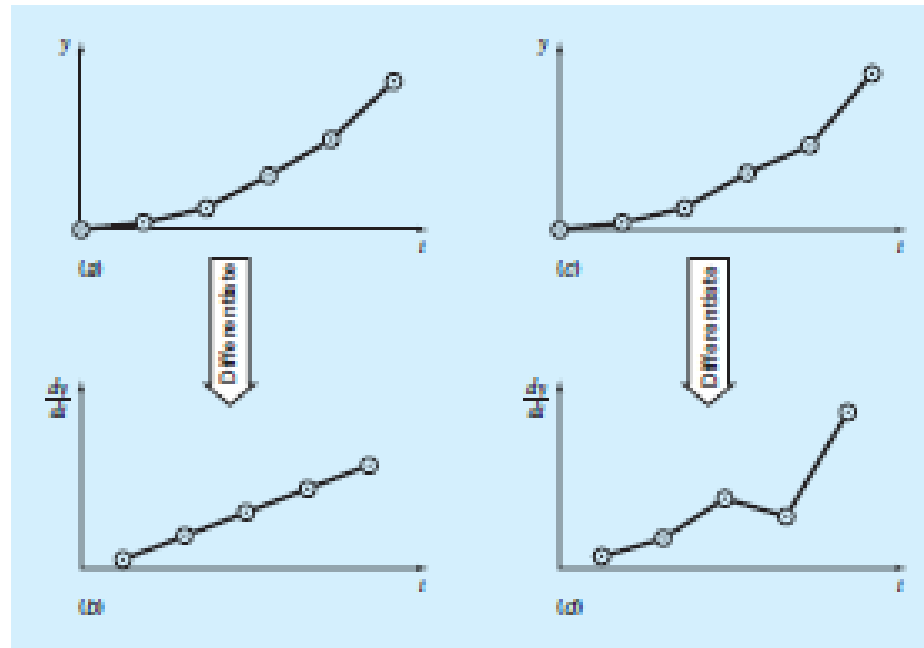 y
t
(a)
Differentiate
dy
dt
t
(b)
y
t
(c)
Differentiate
dy
dt
t
(d)